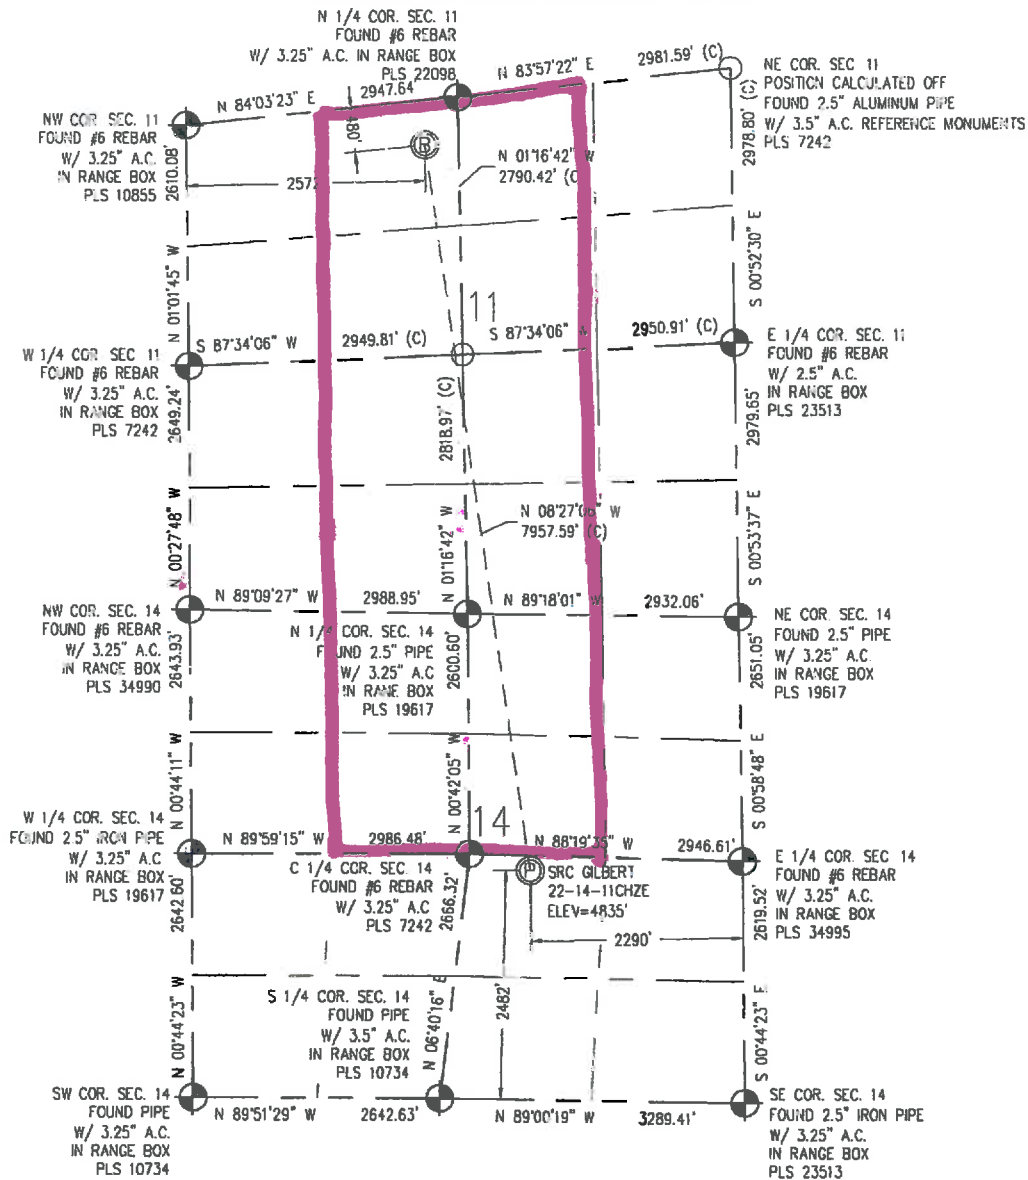 N 1/4 COR. SEC. 11
FOUND #6 REBAR
W/ 3.25" A.C. IN RANGE BOX
PLS 22098
2981.59' (C)
NE COR. SEC 11
POSITION CALCULATED OFF
FOUND 2.5" ALUMINUM PIPE
W/ 3.5" A.C. REFERENCE MONUMENTS
PLS 7242
N 83°57'22" E
2947.64'
N 84°03'23" E
NW COR. SEC. 11
FOUND #6 REBAR
W/ 3.25" A.C.
IN RANGE BOX
PLS 10855
2610.08'
480'
R
2978.80' (C)
N 01°16'42" W
2790.42' (C
257
S 00°52'30" E
N 01°01'45" W
11
S 87°34'06" W
2949.81' (C)
S 87°34'06" W
2950.91' (C)
W 1/4 COR. SEC 11
FOUND #6 REBAR
W/ 3.25" A.C.
IN RANGE BOX
PLS 7242
E 1/4 COR. SEC. 11
FOUND #6 REBAR
W/ 2.5" A.C.
IN RANGE BOX
PLS 23513
2649.24'
2818.97' (C)
2979.65'
N 00°27'48" W
N 01°16'42" W
N 08°27'06" W
7957.59' (C)
S 00°53'37" E
N 89°09'27" W
2988.95'
N 89°18'01" W
2932.06'
NW COR. SEC. 14
FOUND #6 REBAR
W/ 3.25" A.C.
IN RANGE BOX
PLS 34990
N 1/4 COR. SEC. 14
FOUND 2.5" PIPE
W/ 3.25" A.C
IN RANE BOX
PLS 19617
NE COR. SEC. 14
FOUND 2.5" PIPE
W/ 3.25" A.C.
IN RANGE BOX
PLS 19617
2643.93'
2600.60'
2651.05'
N 00°44'11" W
N 00°42'05" W
S 00°58'48" E
14
N 89°59'15" W
2986.48'
N 88°19'35" W
2946.61'
W 1/4 COR. SEC. 14
FOUND 2.5" IRON PIPE
W/ 3.25" A.C
IN RANGE BOX
PLS 19617
C 1/4 COR. SEC. 14
FOUND #6 REBAR
W/ 3.25" A.C
PLS 7242
P
SRC GILBERT
22-14-11CHZE
ELEV=4835'
E 1/4 COR. SEC 14
FOUND #6 REBAR
W/ 3.25" A.C.
IN RANGE BOX
PLS 34995
2642.60'
2666.32'
2619.52'
2290'
2482'
N 00°44'23" W
N 06°40'16" E
S 00°44'23" E
S 1/4 COR. SEC. 14
FOUND PIPE
W/ 3.5" A.C.
IN RANGE BOX
PLS 10734
SW COR. SEC. 14
FOUND PIPE
W/ 3.25" A.C.
IN RANGE BOX
PLS 10734
N 89°51'29" W
2642.63'
N 89°00'19" W
3289.41'
SE COR. SEC. 14
FOUND 2.5" IRON PIPE
W/ 3.25" A.C.
IN RANGE BOX
PLS 23513